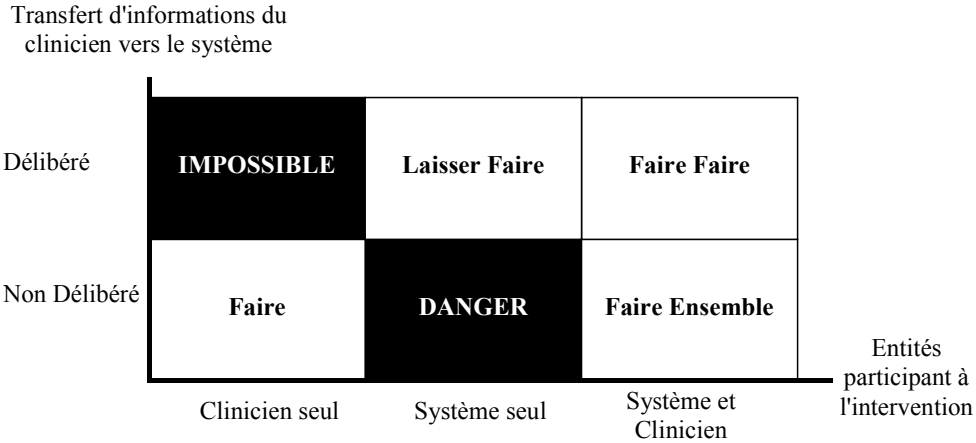 Transfert d'informations du
clinicien vers le système
Délibéré
IMPOSSIBLE
Laisser Faire
Faire Faire
Non Délibéré
Faire
DANGER
Faire Ensemble
Entités
participant à
l'intervention
Clinicien seul
Système seul
Système et
Clinicien